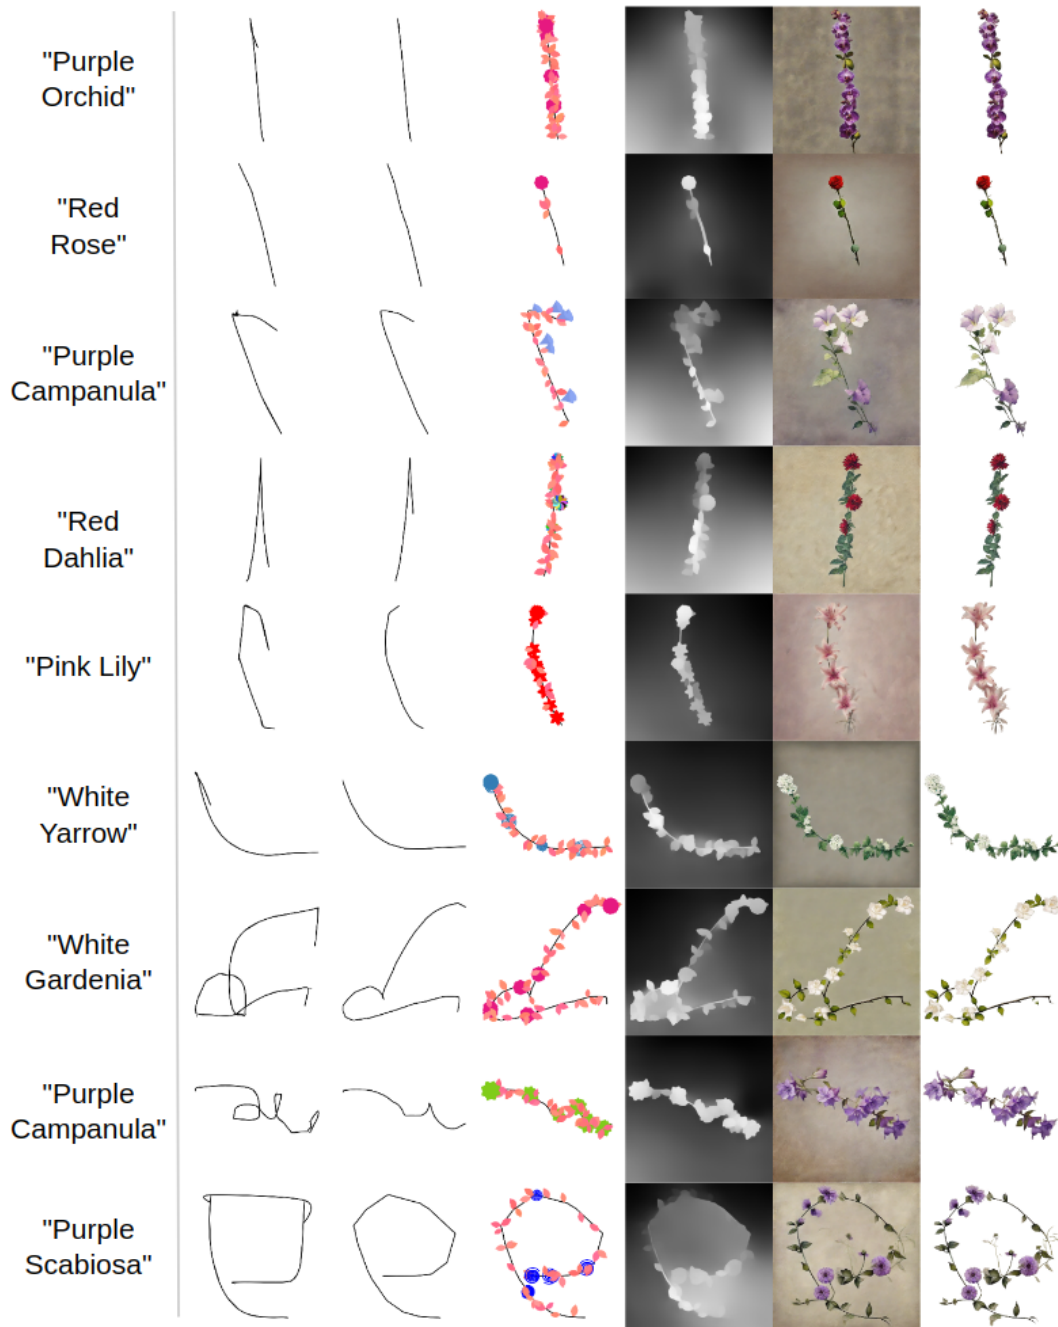 "Purple
Orchid"
"Red
Rose"
"Purple
Campanula"
"Red
Dahlia"
"Pink Lily"
"White
Yarrow"
"White
Gardenia"
"Purple
Campanula"
"Purple
Scabiosa"